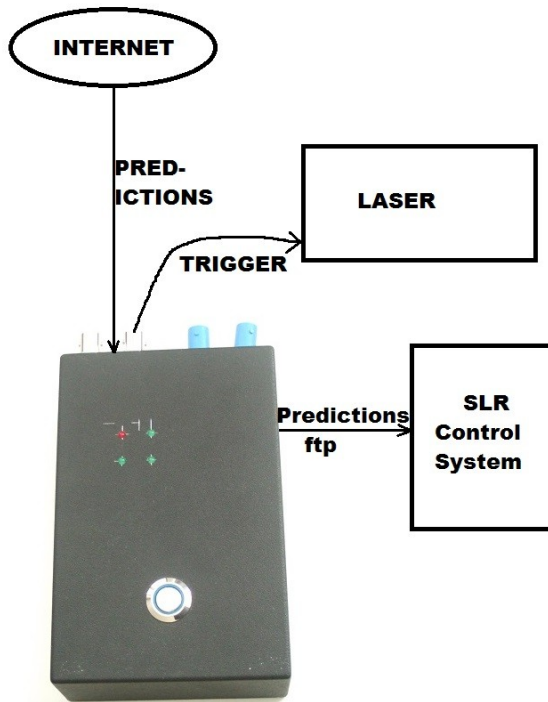 INTERNET
PRED-
ICTIONS
LASER
TRIGGER
Predictions
ftp
SLR
Control
System